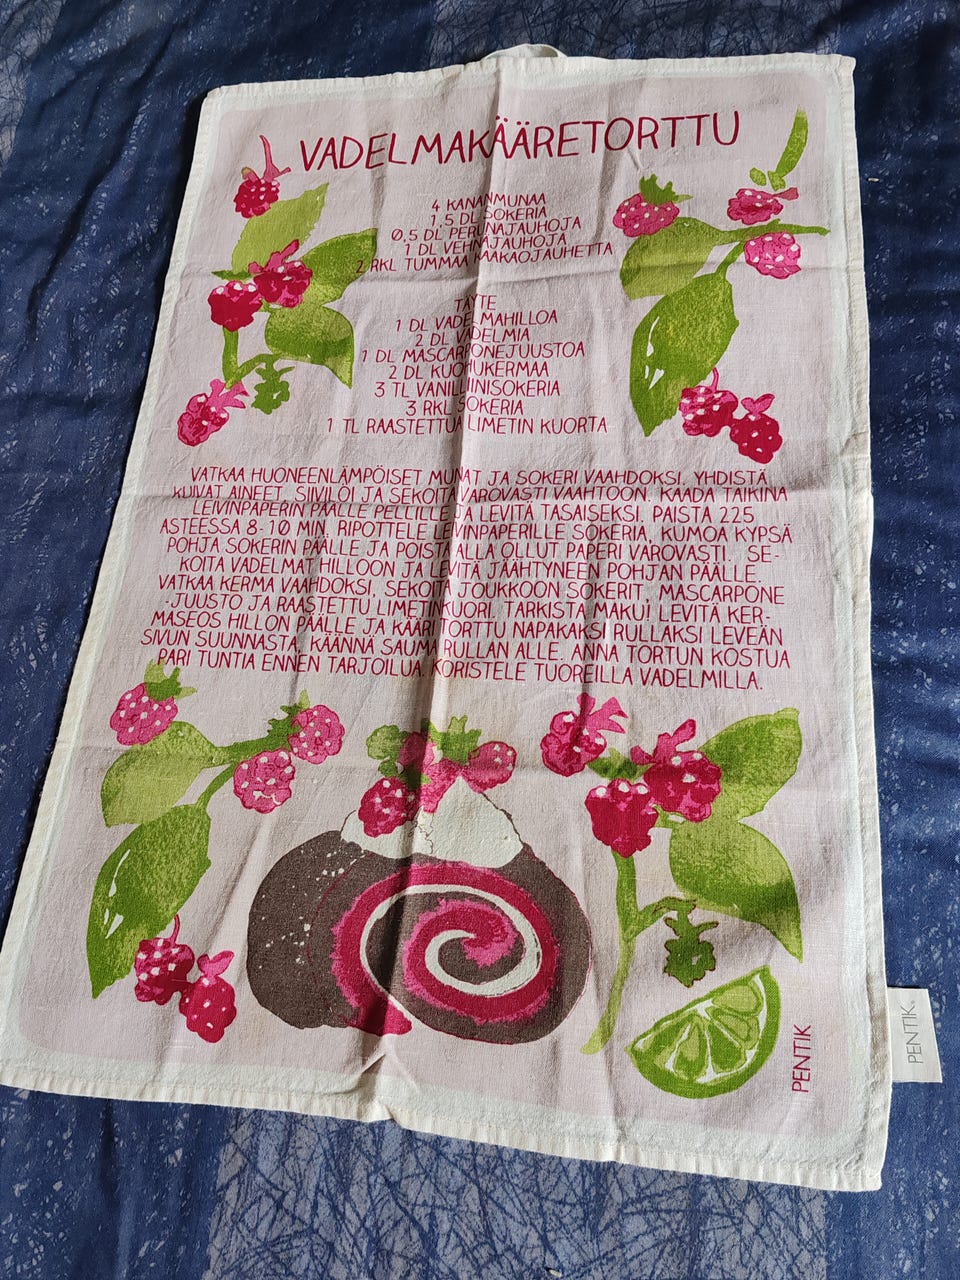 VADELMAKÄÄRETORTTU
4 KANANMUNAA
1,5 DL SOKERIA
0,5 DL PERUNAJAUHOJA
1 DL VEHNÄJAUHOJA
2 RKL TUMMAA KAAKAOJAUHETTA
TÄYTE
1 DL VADELMAHILLOA
2 DL VADELMIA
1 DL MASCARPONEJUUSTOA
2 DL KUOHUKERMAA
3 TL VANILLIINISOKERIA
3 RKL SOKERIA
1 TL RAASTETTUA LIMETIN KUORTA
VATKAA HUONEENLÄMPÖISET MUNAT JA SOKERI VAAHDOKSI. YHDISTÄ
KUIVAT AINEET, SIIVILÖI JA SEKOITA VAROVASTI VAAHTOON. KAADA TAIKINA
LEIVINPAPERIN PÄÄLLE PELLILLE JA LEVITÄ TASAISEKSI. PAISTA 225
ASTEESSA 8-10 MIN. RIPOTTELE LEIVINPAPERILLE SOKERIA, KUMOA KYPSÄ
POHJA SOKERIN PÄÄLLE JA POISTA ALLA OLLUT PAPERI VAROVASTI. SE-
KOITA VADELMAT HILLOON JA LEVITÄ JÄÄHTYNEEN POHJAN PÄÄLLE.
VATKAA KERMA VAAHDOKSI, SEKOITA JOUKKOON SOKERIT, MASCARPONE
-JUUSTO JA RAASTETTU LIMETINKUORI. TARKISTA MAKU! LEVITÄ KER-
MASEOS HILLON PÄÄLLE JA KÄÄRI TORTTU NAPAKAKSI RULLAKSI LEVEÄN
SIVUN SUUNNASTA, KÄÄNNÄ SAUMA RULLAN ALLE. ANNA TORTUN KOSTUA
PARI TUNTIA ENNEN TARJOILUA. KORISTELE TUOREILLA VADELMILLA.
PENTIK
PENTIK®